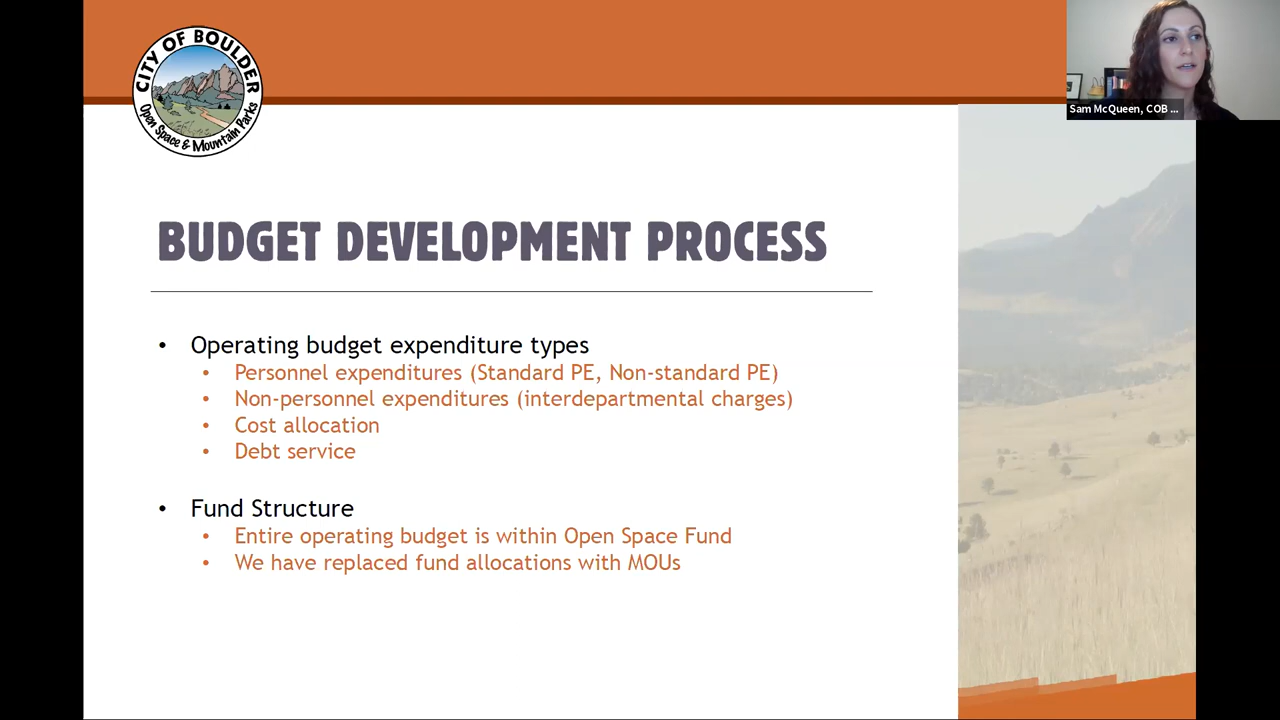 CITY OF BOULDER
Open Space & Mountain Parks
Sam McQueen, COB ...
BUDGET DEVELOPMENT PROCESS
• Operating budget expenditure types
• Personnel expenditures (Standard PE, Non-standard PE)
• Non-personnel expenditures (interdepartmental charges)
• Cost allocation
• Debt service
• Fund Structure
• Entire operating budget is within Open Space Fund
• We have replaced fund allocations with MOUs